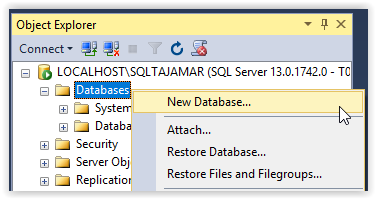 Object Explorer
Connect
LOCALHOST\SQLTAJAMAR (SQL Server 13.0.1742.0 -
Databases
System
New Database...
Databa
Attach...
Security
Restore Database...
Server Obj
Replication
Restore Files and Filegroups...